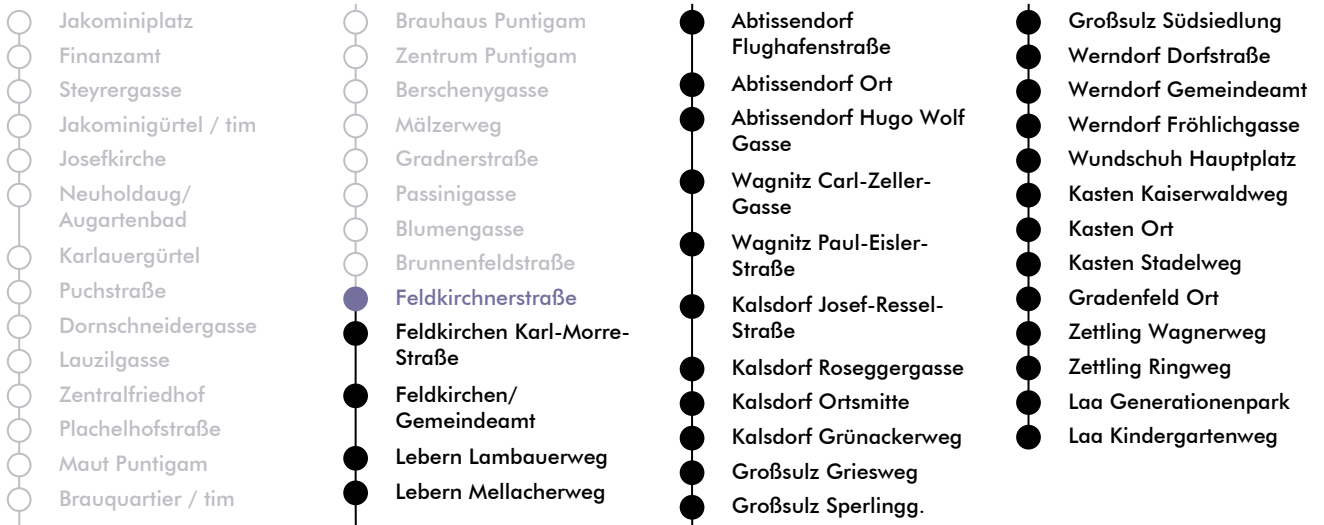 Jakominiplatz
Finanzamt
Steyrergasse
Jakominigürtel / tim
Josefkirche
Neuholdaug/
Augartenbad
Karlauergürtel
Puchstraße
Dornschneidergasse
Lauzilgasse
Zentralfriedhof
Plachelhofstraße
Maut Puntigam
Brauquartier / tim
Brauhaus Puntigam
Zentrum Puntigam
Berschenygasse
Mälzerweg
Gradnerstraße
Passinigasse
Blumengasse
Brunnenfeldstraße
Feldkirchnerstraße
Feldkirchen Karl-Morre-
Straße
Feldkirchen/
Gemeindeamt
Lebern Lambauerweg
Lebern Mellacherweg
Abtissendorf
Flughafenstraße
Abtissendorf Ort
Abtissendorf Hugo Wolf
Gasse
Wagnitz Carl-Zeller-
Gasse
Wagnitz Paul-Eisler-
Straße
Kalsdorf Josef-Ressel-
Straße
Kalsdorf Roseggergasse
Kalsdorf Ortsmitte
Kalsdorf Grünackerweg
Großsulz Griesweg
Großsulz Sperlingg.
Großsulz Südsiedlung
Werndorf Dorfstraße
Werndorf Gemeindeamt
Werndorf Fröhlichgasse
Wundschuh Hauptplatz
Kasten Kaiserwaldweg
Kasten Ort
Kasten Stadelweg
Gradenfeld Ort
Zettling Wagnerweg
Zettling Ringweg
Laa Generationenpark
Laa Kindergartenweg